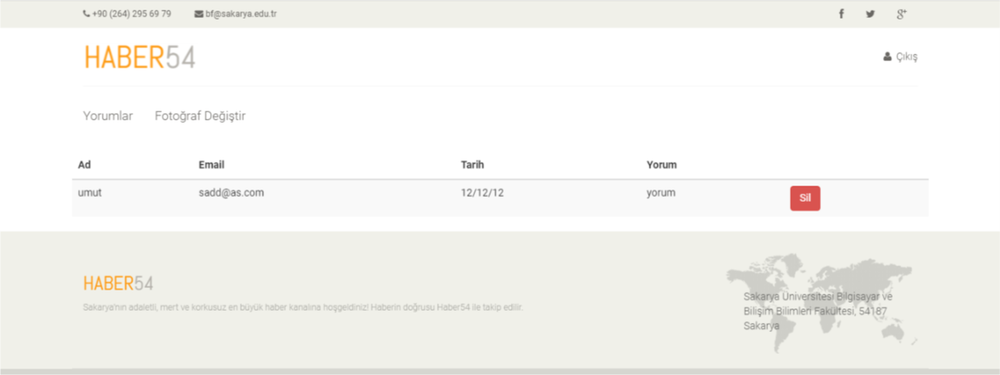 +90 (264) 295 69 79 bf@sakarya.edu.tr
HABER54 Çıkış
Yorumlar Fotoğraf Değiştir
Ad Email Tarih Yorum
umut sadd@as.com 12/12/12 yorum Sil
HABER54
Sakarya'nın adaletli, mert ve korkusuz en büyük haber kanalına hoşgeldiniz! Haberin doğrusu Haber54 ile takip edilir.
Sakarya Üniversitesi Bilgisayar ve
Bilişim Bilimleri Fakültesi, 54187
Sakarya